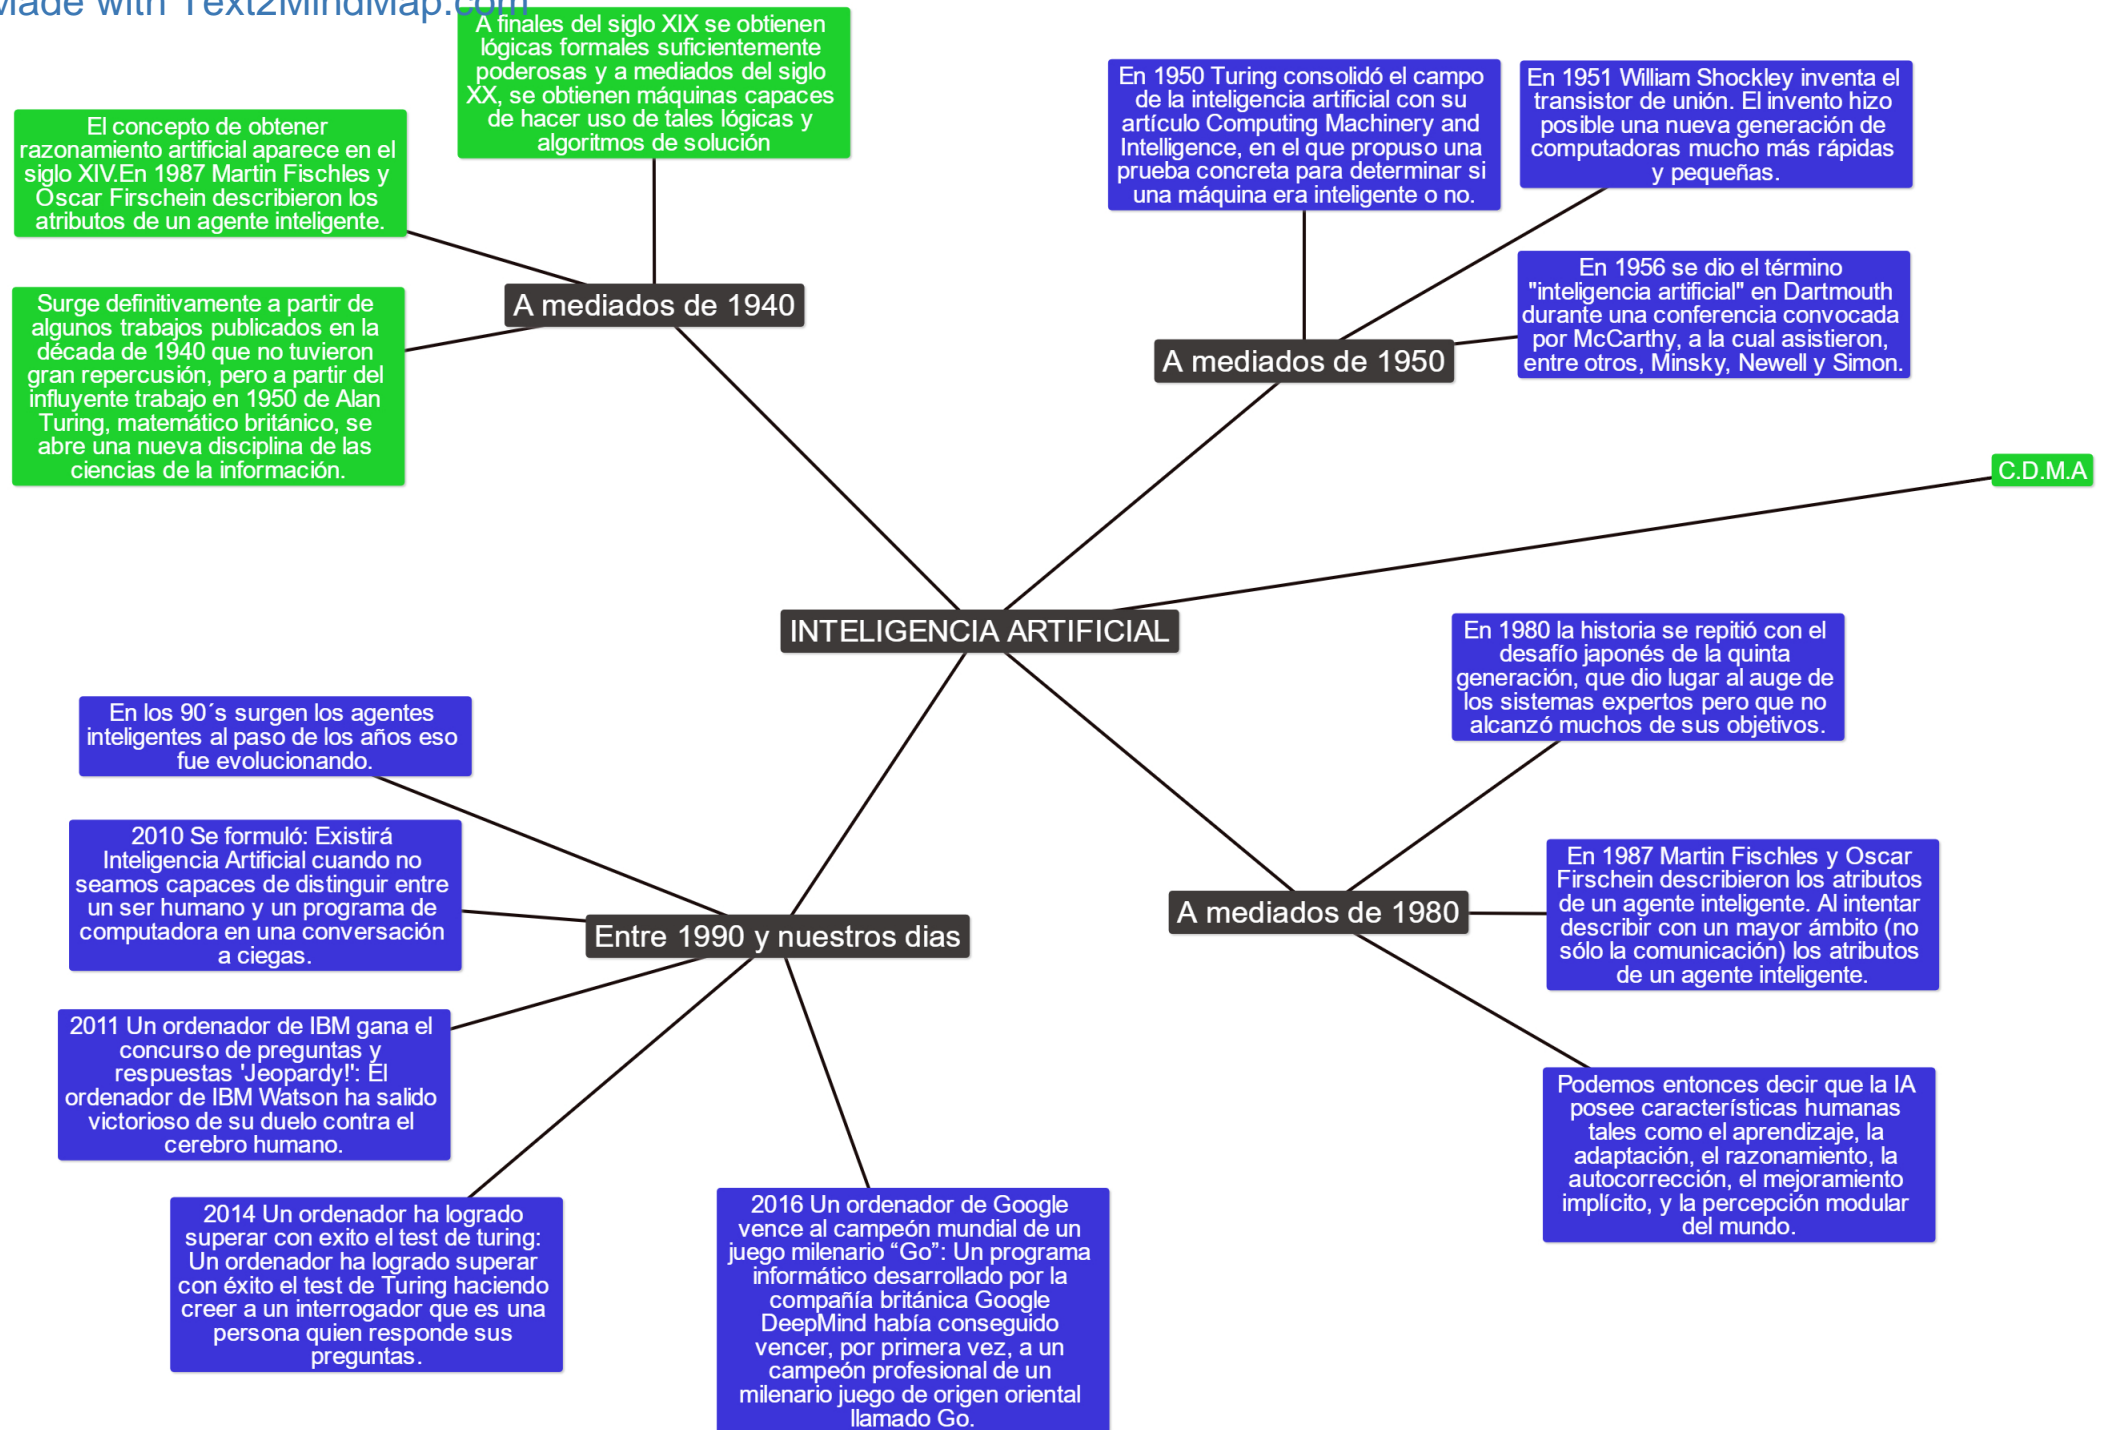 Made with Text2MindMap.com
A finales del siglo XIX se obtienen
lógicas formales suficientemente
poderosas y a mediados del siglo
XX, se obtienen máquinas capaces
de hacer uso de tales lógicas y
algoritmos de solución
El concepto de obtener
razonamiento artificial aparece en el
siglo XIV.En 1987 Martin Fischles y
Oscar Firschein describieron los
atributos de un agente inteligente.
Surge definitivamente a partir de
algunos trabajos publicados en la
década de 1940 que no tuvieron
gran repercusión, pero a partir del
influyente trabajo en 1950 de Alan
Turing, matemático británico, se
abre una nueva disciplina de las
ciencias de la información.
A mediados de 1940
En 1950 Turing consolidó el campo
de la inteligencia artificial con su
artículo Computing Machinery and
Intelligence, en el que propuso una
prueba concreta para determinar si
una máquina era inteligente o no.
En 1951 William Shockley inventa el
transistor de unión. El invento hizo
posible una nueva generación de
computadoras mucho más rápidas
y pequeñas.
En 1956 se dio el término
"inteligencia artificial" en Dartmouth
durante una conferencia convocada
por McCarthy, a la cual asistieron,
entre otros, Minsky, Newell y Simon.
A mediados de 1950
C.D.M.A
INTELIGENCIA ARTIFICIAL
En 1980 la historia se repitió con el
desafío japonés de la quinta
generación, que dio lugar al auge de
los sistemas expertos pero que no
alcanzó muchos de sus objetivos.
A mediados de 1980
En 1987 Martin Fischles y Oscar
Firschein describieron los atributos
de un agente inteligente. Al intentar
describir con un mayor ámbito (no
sólo la comunicación) los atributos
de un agente inteligente.
Podemos entonces decir que la IA
posee características humanas
tales como el aprendizaje, la
adaptación, el razonamiento, la
autocorrección, el mejoramiento
implícito, y la percepción modular
del mundo.
En los 90´s surgen los agentes
inteligentes al paso de los años eso
fue evolucionando.
2010 Se formuló: Existirá
Inteligencia Artificial cuando no
seamos capaces de distinguir entre
un ser humano y un programa de
computadora en una conversación
a ciegas.
Entre 1990 y nuestros dias
2011 Un ordenador de IBM gana el
concurso de preguntas y
respuestas 'Jeopardy!': El
ordenador de IBM Watson ha salido
victorioso de su duelo contra el
cerebro humano.
2014 Un ordenador ha logrado
superar con exito el test de turing:
Un ordenador ha logrado superar
con éxito el test de Turing haciendo
creer a un interrogador que es una
persona quien responde sus
preguntas.
2016 Un ordenador de Google
vence al campeón mundial de un
juego milenario “Go”: Un programa
informático desarrollado por la
compañía británica Google
DeepMind había conseguido
vencer, por primera vez, a un
campeón profesional de un
milenario juego de origen oriental
llamado Go.